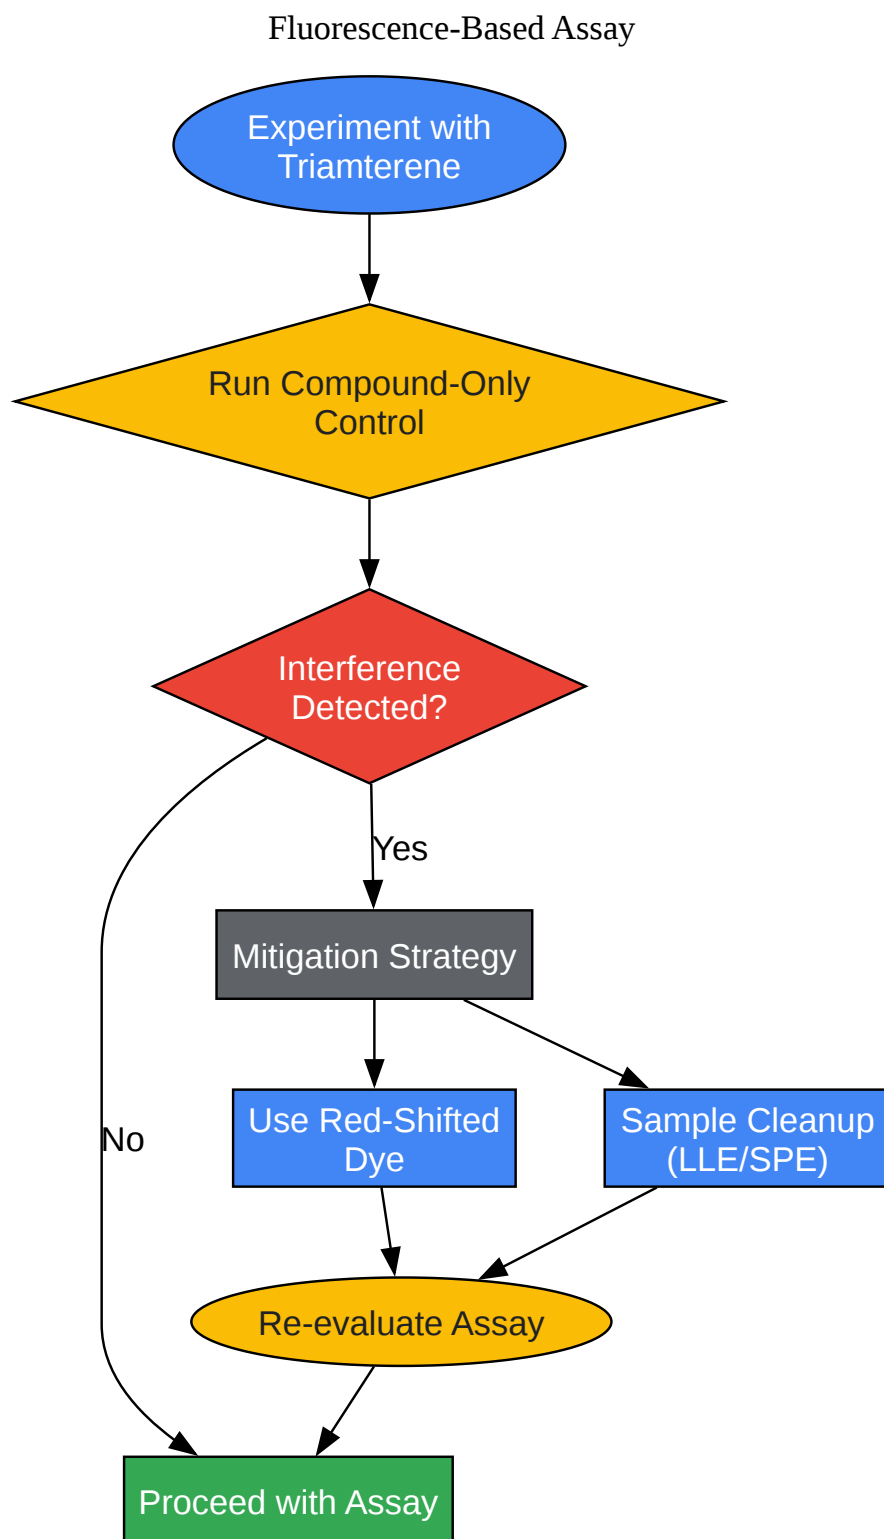 Fluorescence-Based Assay
Experiment with
Triamterene
Run Compound-Only
Control
Interference
Detected?
Yes
Mitigation Strategy
No
Use Red-Shifted
Dye
Sample Cleanup
(LLE/SPE)
Re-evaluate Assay
Proceed with Assay